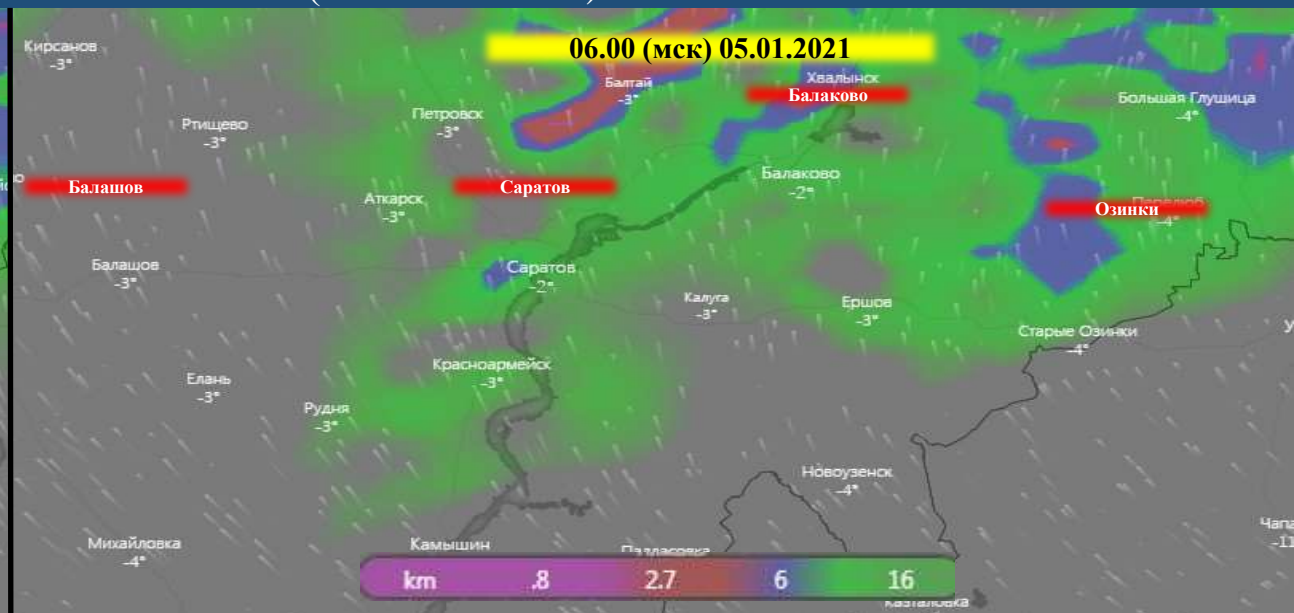 06.00 (мск) 05.01.2021
Кирсанов
-3°
Балтай
-3°
Хвалынск
Балаково
Большая Глушица
-4°
Петровск
-3°
Ртищево
-3°
Балашов
Саратов
Балаково
-2°
Аткарск
-3°
Озинки
-4°
Балашов
-3°
Саратов
-2°
Калуга
-3°
Ершов
-3°
Старые Озинки
-4°
Красноармейск
-3°
Елань
-3°
Рудня
-3°
Новоузенск
-4°
Михайловка
-4°
Камышин
-11
km .8 2.7 6 16